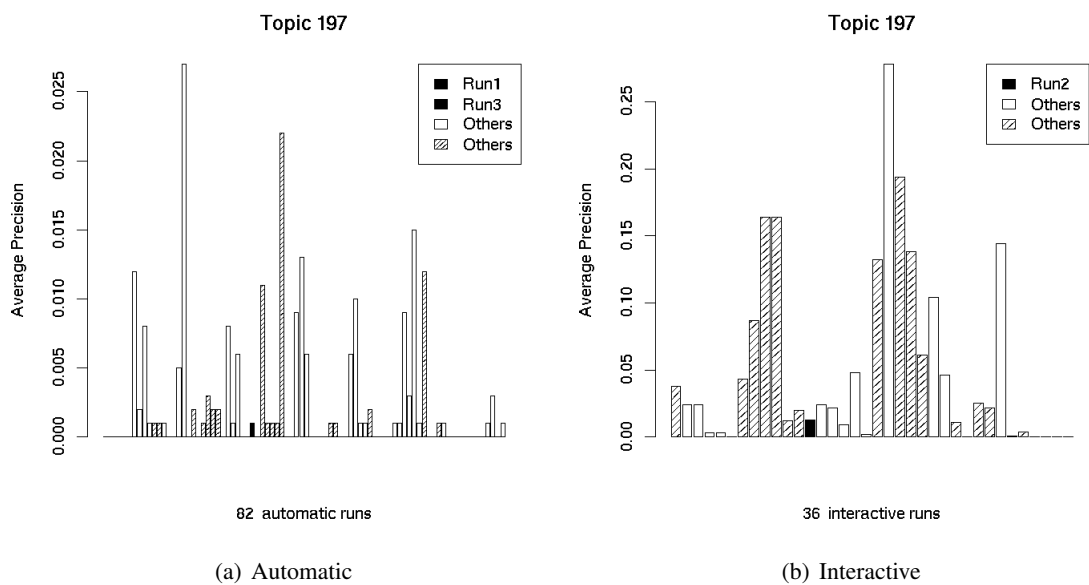 Topic 197
Average Precision
0.000
0.005
0.010
0.015
0.020
0.025
Run1
Run3
Others
Others
82 automatic runs
(a) Automatic
Topic 197
Average Precision
0.00
0.05
0.10
0.15
0.20
0.25
Run2
Others
Others
36 interactive runs
(b) Interactive